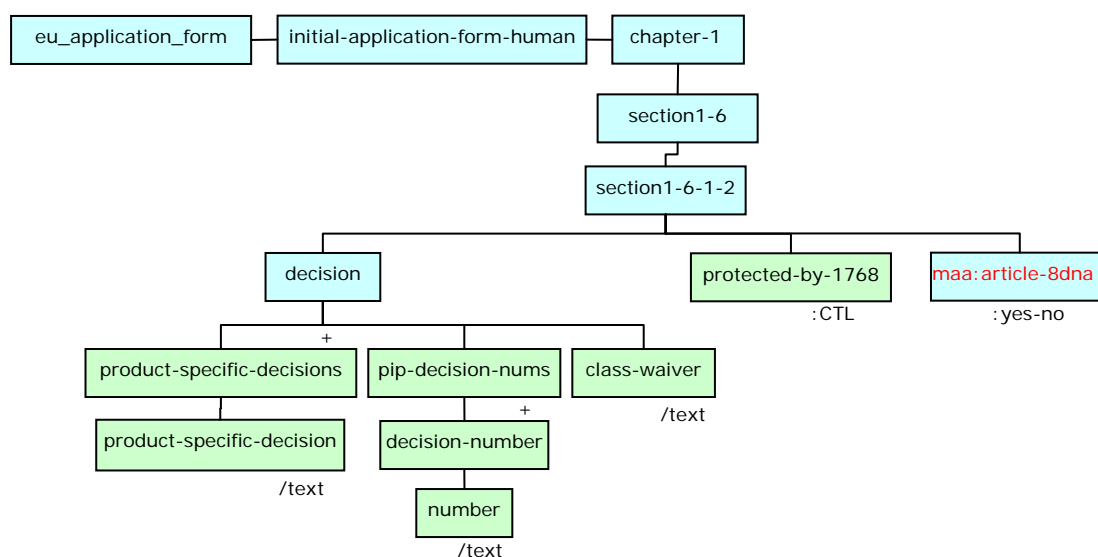 eu_application_form
initial-application-form-human
chapter-1
section1-6
section1-6-1-2
decision
protected-by-1768
maa:article-8dna
:CTL
:yes-no
+
product-specific-decisions
pip-decision-nums
class-waiver
+
/text
product-specific-decision
decision-number
/text
number
/text